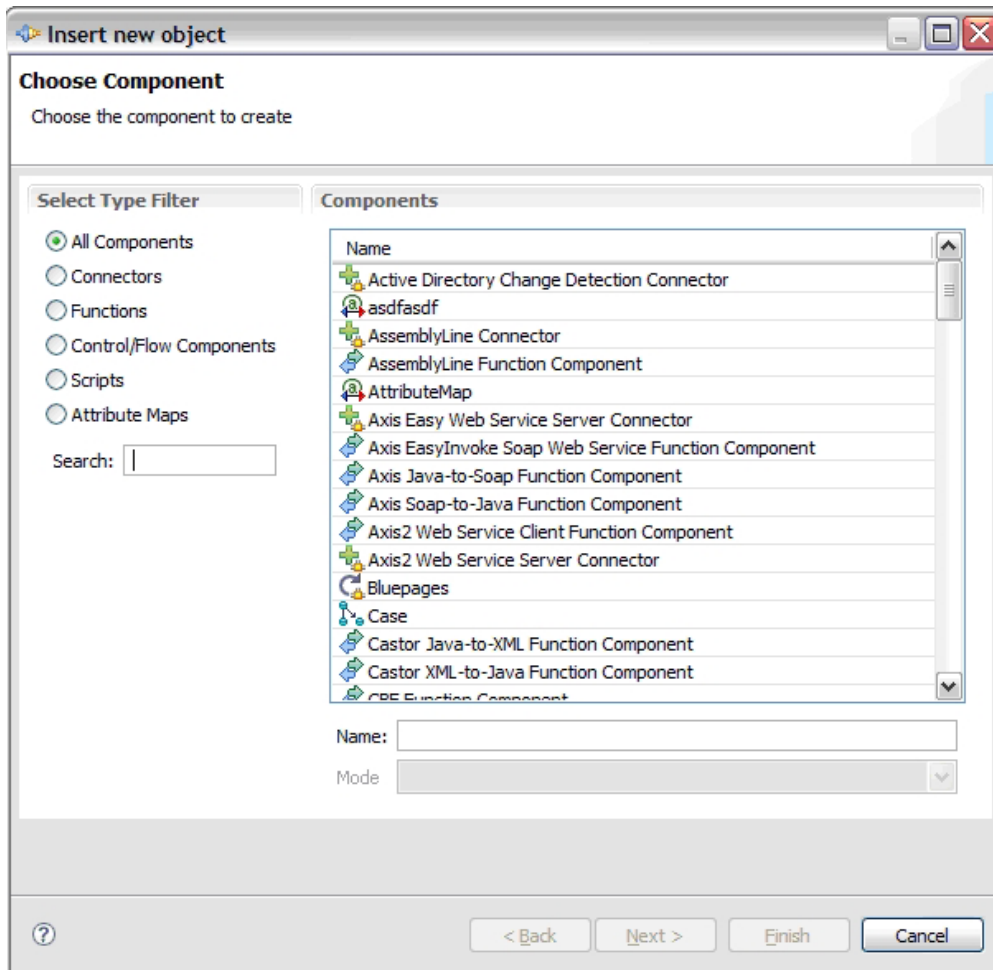 Insert new object
Choose Component
Choose the component to create
Select Type Filter
All Components
Connectors
Functions
Control/Flow Components
Scripts
Attribute Maps
Search:
Components
Name
Active Directory Change Detection Connector
asdfasdf
AssemblyLine Connector
AssemblyLine Function Component
AttributeMap
Axis Easy Web Service Server Connector
Axis EasyInvoke Soap Web Service Function Component
Axis Java-to-Soap Function Component
Axis Soap-to-Java Function Component
Axis2 Web Service Client Function Component
Axis2 Web Service Server Connector
Bluepages
Case
Castor Java-to-XML Function Component
Castor XML-to-Java Function Component
CBE Function Component
Name:
Mode
< Back Next > Finish Cancel